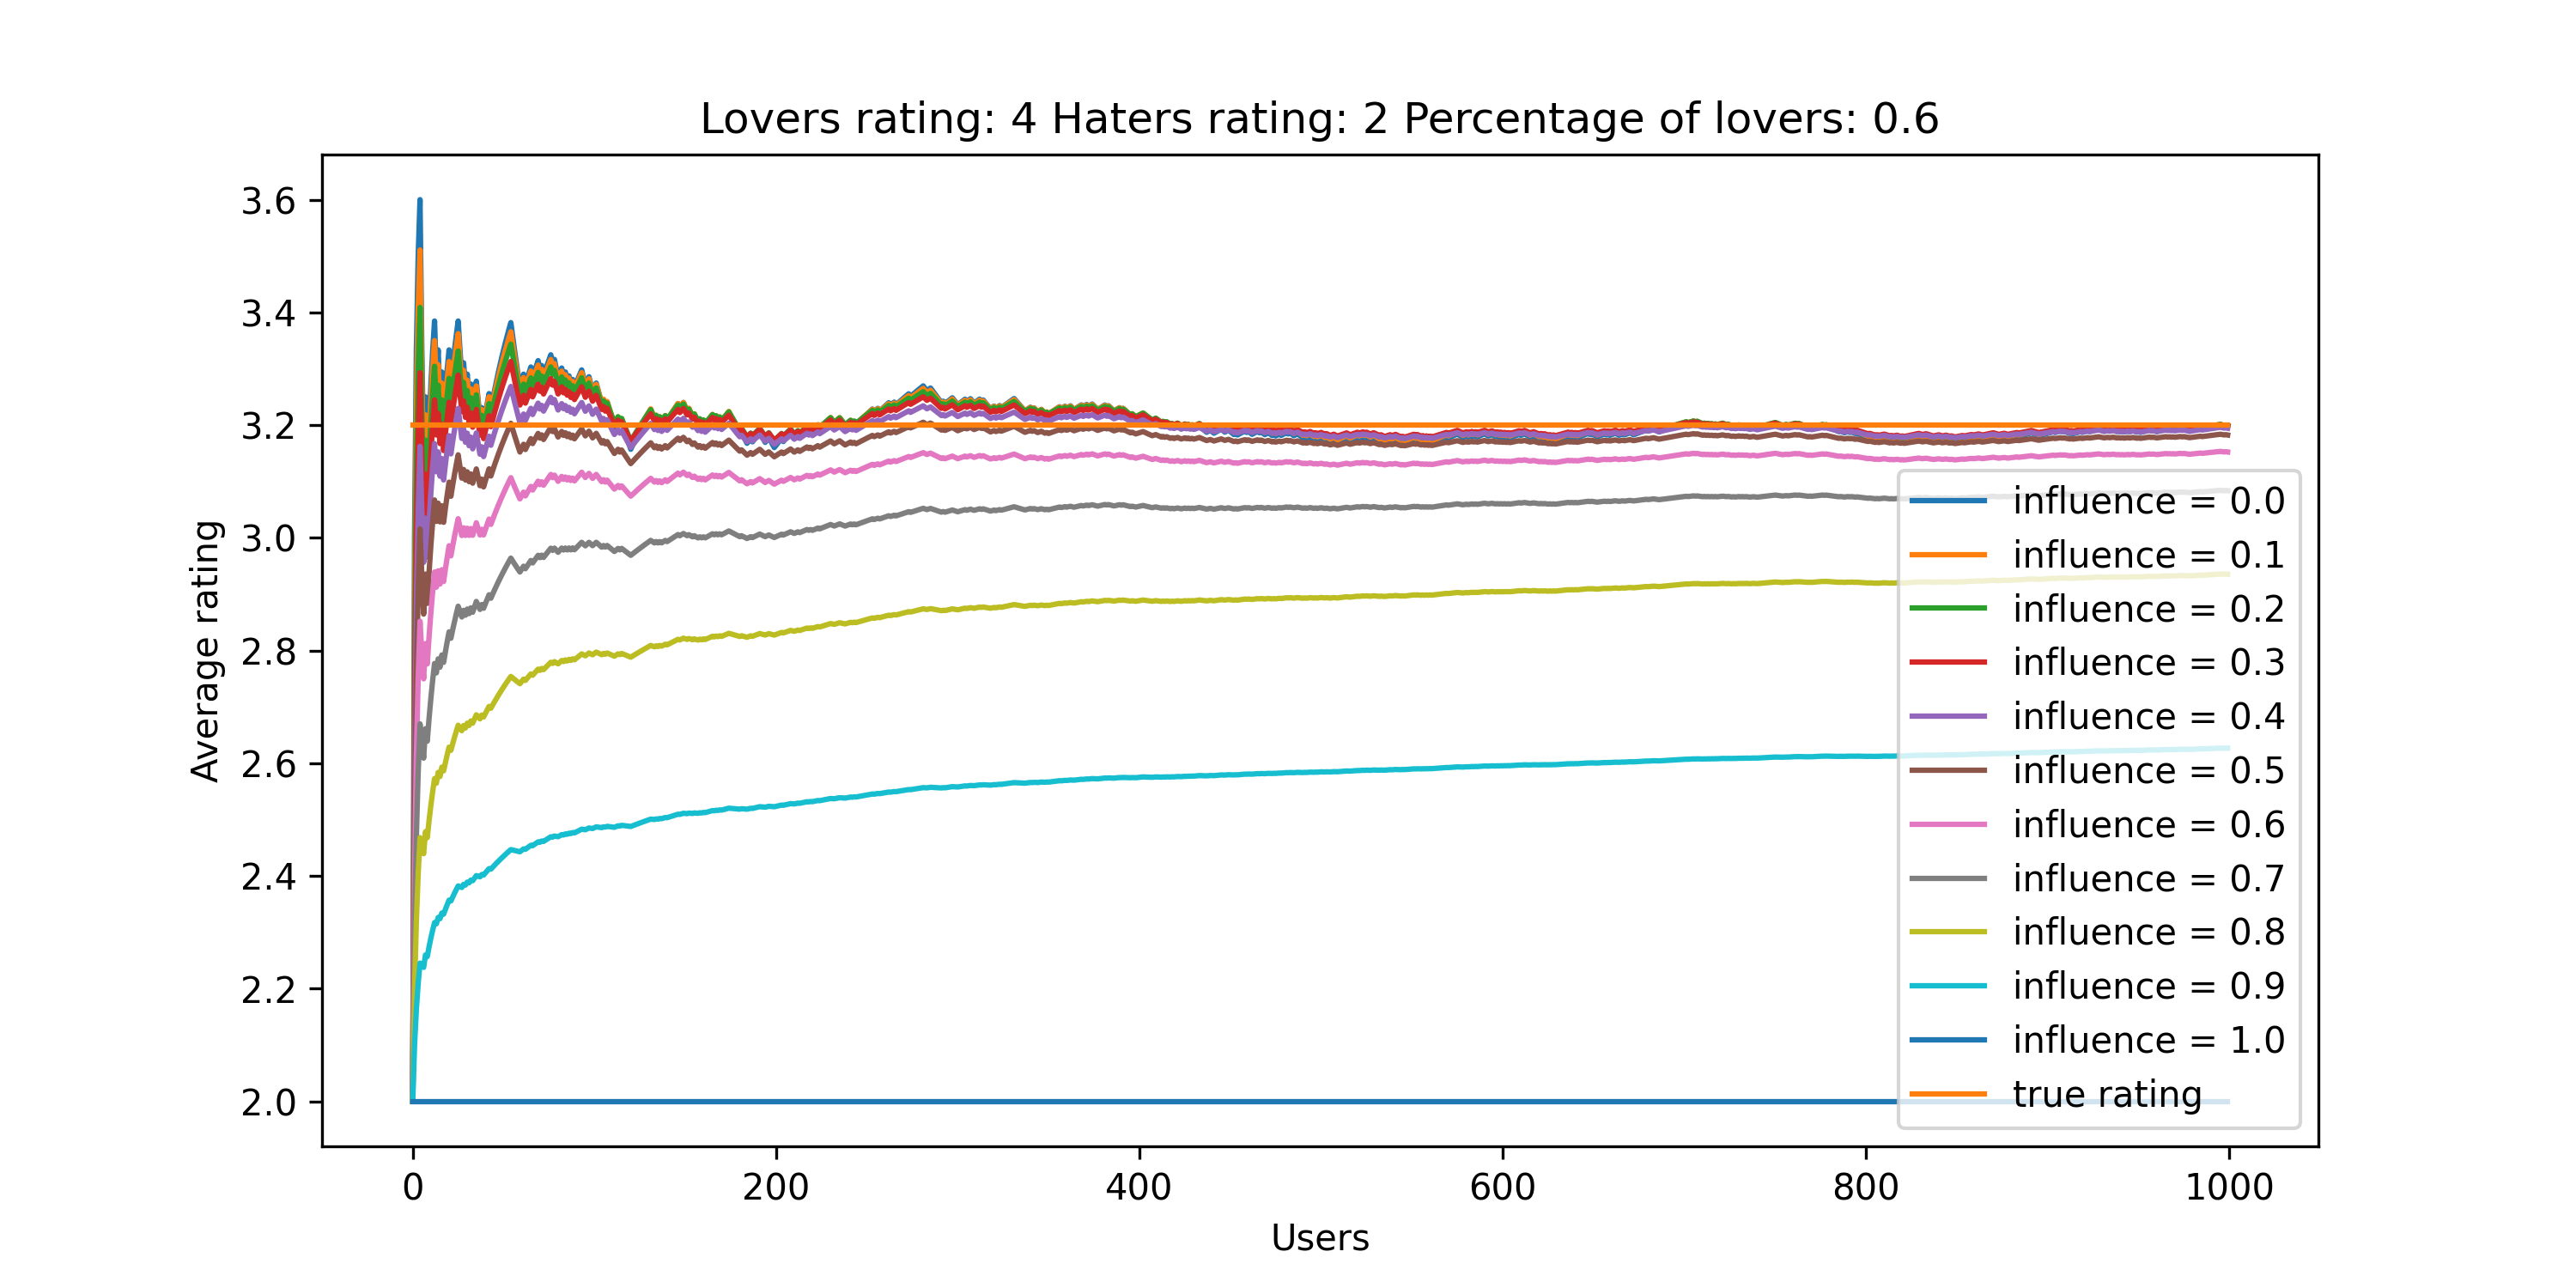 Lovers rating: 4 Haters rating: 2 Percentage of lovers: 0.6
Average rating
3.6
3.4
3.2
3.0
2.8
2.6
2.4
2.2
2.0
influence = 0.0
influence = 0.1
influence = 0.2
influence = 0.3
influence = 0.4
influence = 0.5
influence = 0.6
influence = 0.7
influence = 0.8
influence = 0.9
influence = 1.0
true rating
0 200 400 600 800 1000
Users